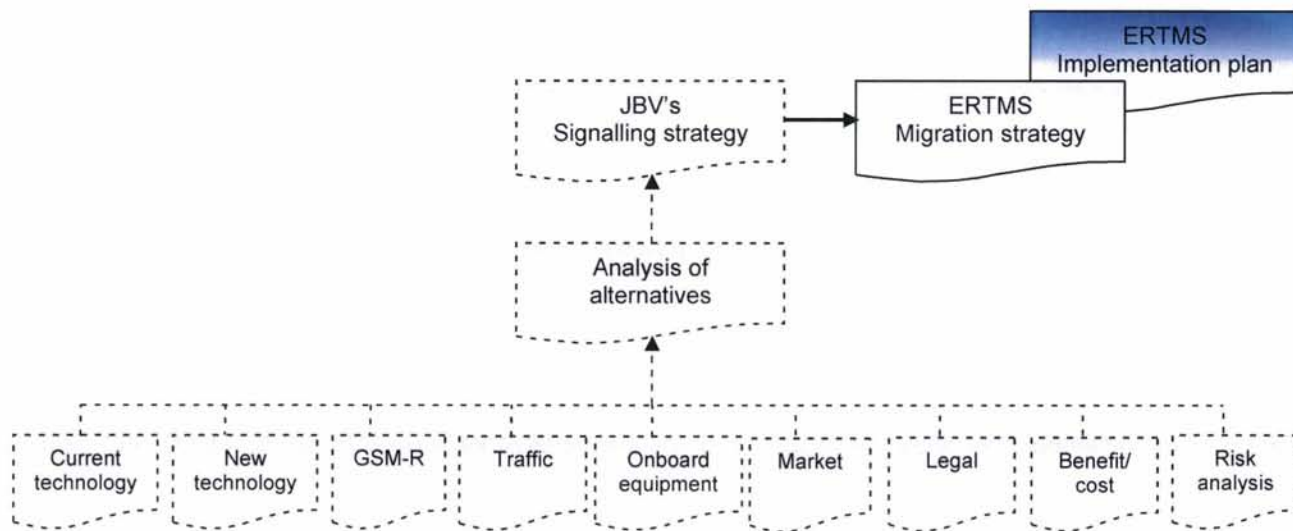 ERTMS
Implementation plan
JBV's
Signalling strategy
ERTMS
Migration strategy
Analysis of
alternatives
Current
technology
New
technology
GSM-R
Traffic
Onboard
equipment
Market
Legal
Benefit/
cost
Risk
analysis